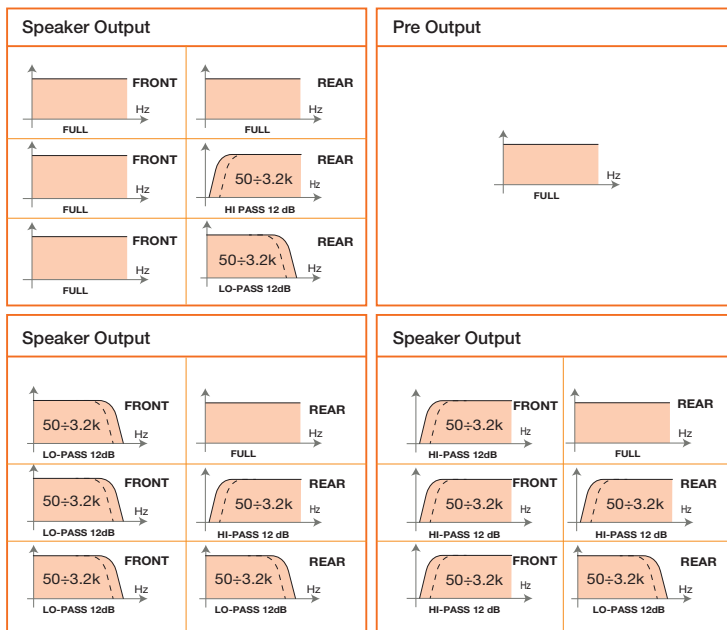 Speaker Output
FRONT
Hz
FULL
REAR
Hz
FULL
FRONT
Hz
FULL
REAR
50÷3.2k
Hz
HI PASS 12 dB
FRONT
Hz
FULL
REAR
50÷3.2k
Hz
LO-PASS 12dB
Pre Output
Hz
FULL
Speaker Output
FRONT
50÷3.2k
Hz
LO-PASS 12dB
REAR
Hz
FULL
FRONT
50÷3.2k
Hz
LO-PASS 12dB
REAR
50÷3.2k
Hz
HI-PASS 12 dB
FRONT
50÷3.2k
Hz
LO-PASS 12dB
REAR
50÷3.2k
Hz
LO-PASS 12dB
Speaker Output
FRONT
50÷3.2k
Hz
HI-PASS 12dB
REAR
Hz
FULL
FRONT
50÷3.2k
Hz
HI-PASS 12 dB
REAR
50÷3.2k
Hz
HI-PASS 12 dB
FRONT
50÷3.2k
Hz
HI-PASS 12 dB
REAR
50÷3.2k
Hz
LO-PASS 12dB